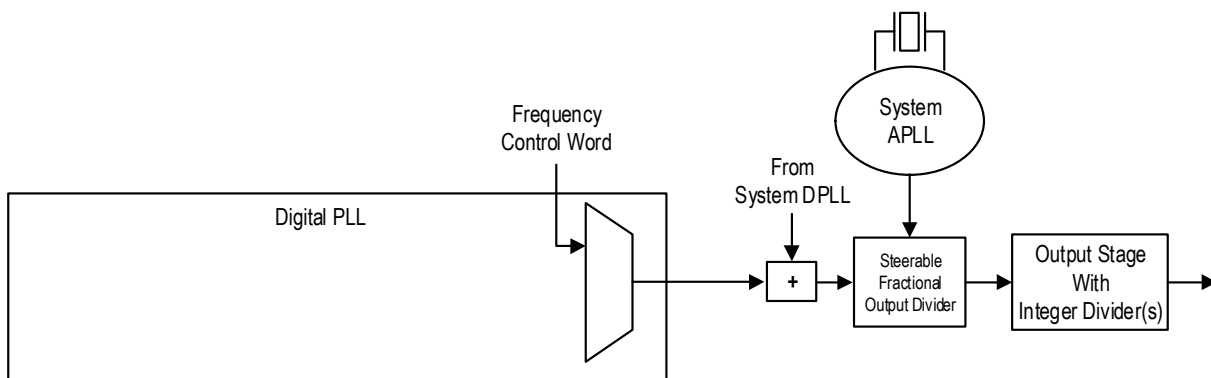 System
APLL
Frequency
Control Word
From
System DPLL
Digital PLL
+
Steerable
Fractional
Output Divider
Output Stage
With
Integer Divider(s)